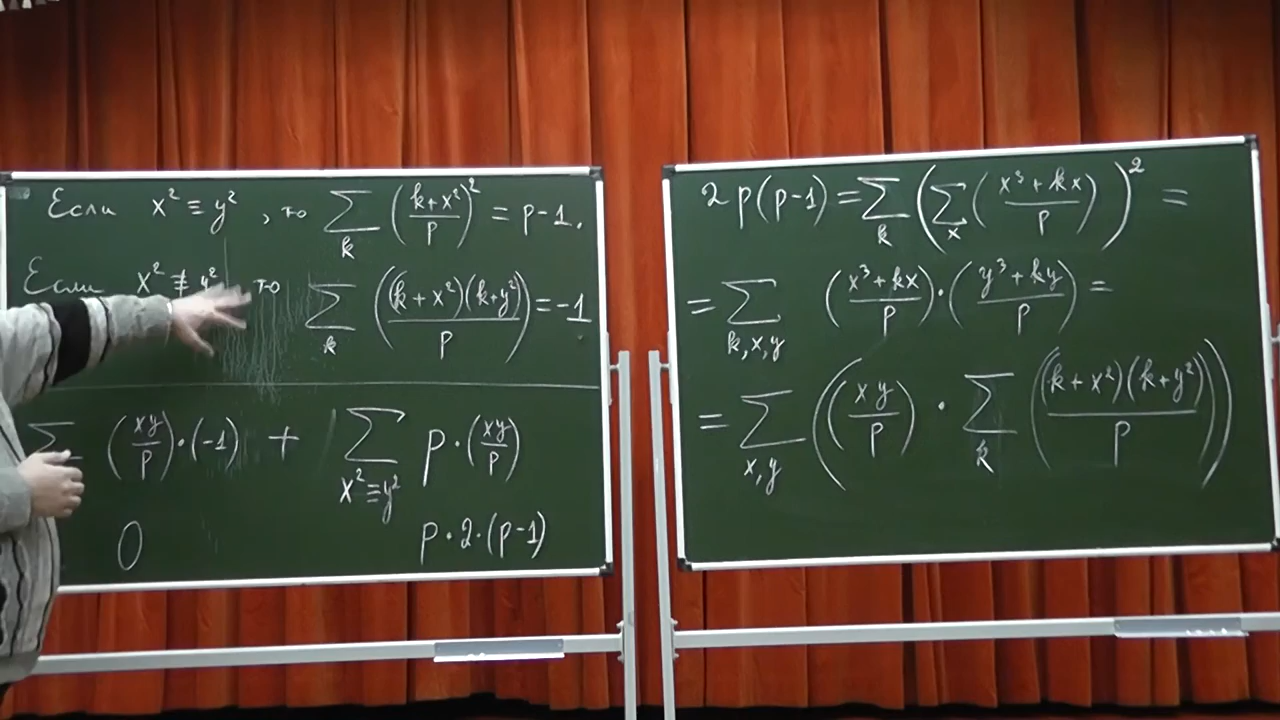 Если x² ≡ y², то ∑_k ((k+x²)/p)² = p-1.
Если x² ≢ y², то ∑_k ((k+x²)(k+y²)/p) = -1
∑ (xy/p)·(-1) + ∑_{x²≡y²} p·(xy/p)
0 p·2·(p-1)
2p(p-1) = ∑_k (∑_x ((x³+kx)/p))² =
= ∑_{k,x,y} ((x³+kx)/p)·((y³+ky)/p) =
= ∑_{x,y} ((xy/p)·∑_k ((k+x²)(k+y²)/p))